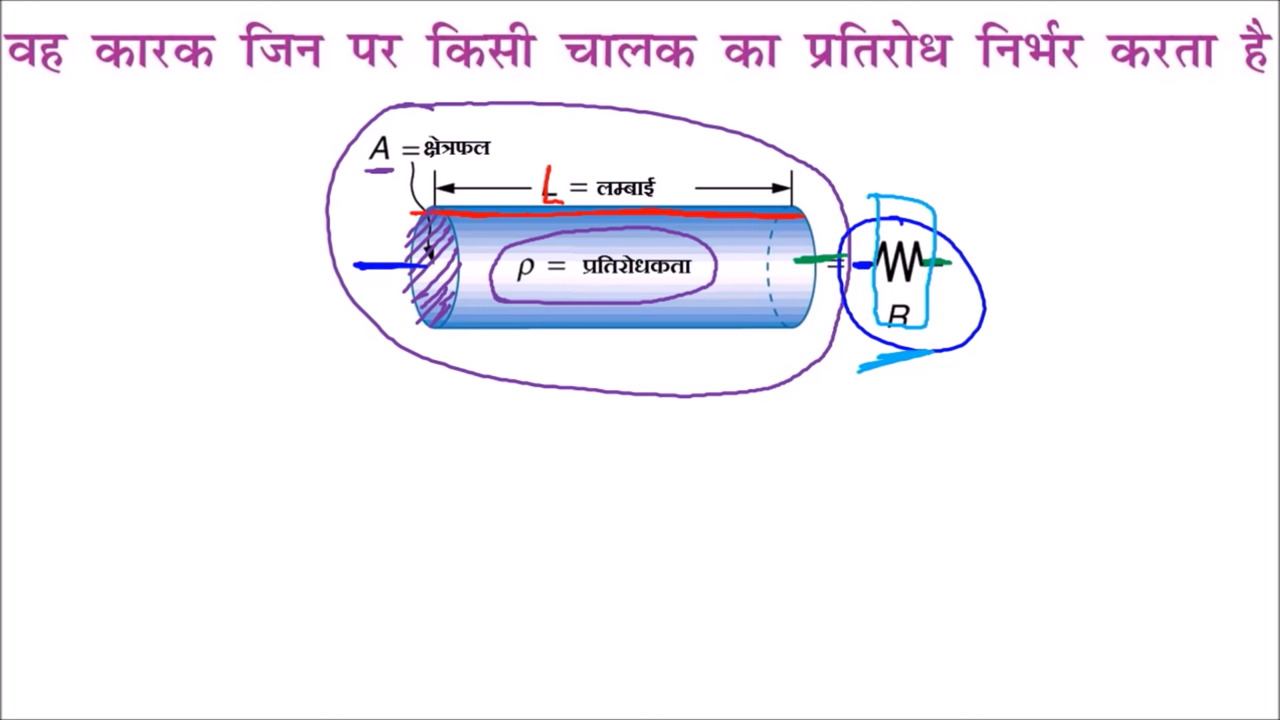 वह कारक जिन पर किसी चालक का प्रतिरोध निर्भर करता है
A = क्षेत्रफल
L = लम्बाई
ρ = प्रतिरोधकता
=
R